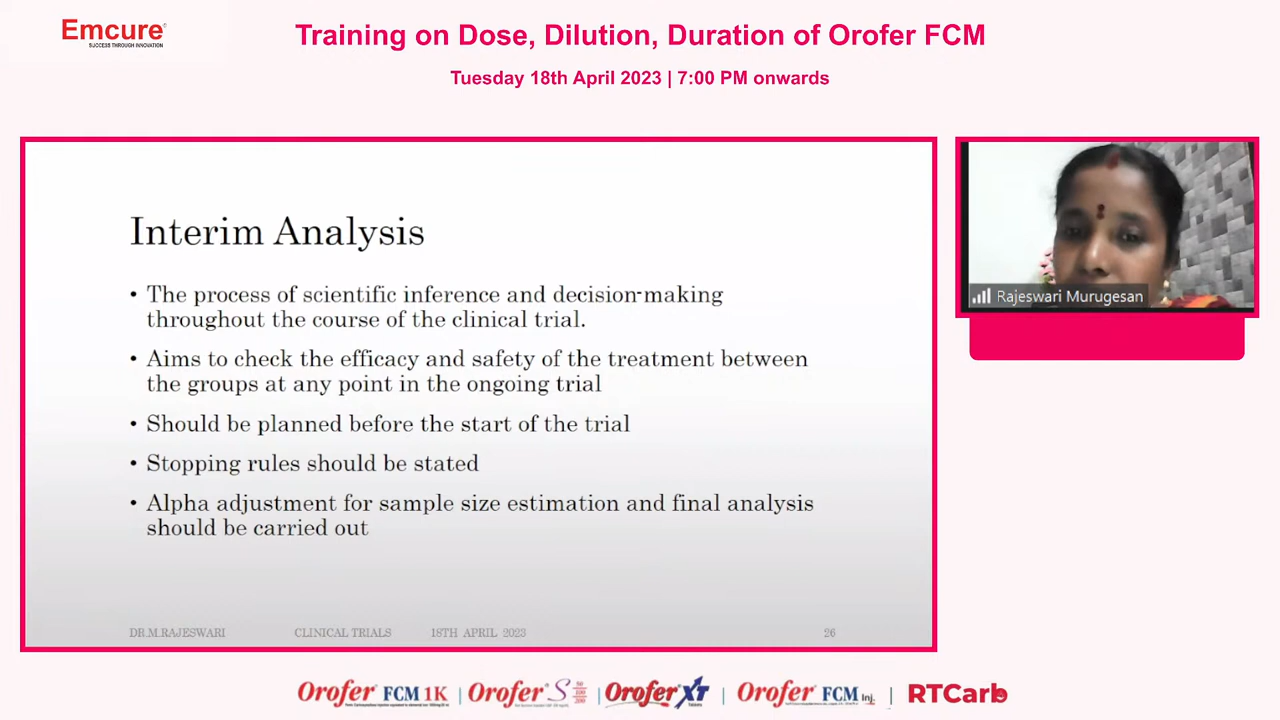 Emcure
SUCCESS THROUGH INNOVATION
Training on Dose, Dilution, Duration of Orofer FCM
Tuesday 18th April 2023 | 7:00 PM onwards
Interim Analysis
• The process of scientific inference and decision-making
throughout the course of the clinical trial.
• Aims to check the efficacy and safety of the treatment between
the groups at any point in the ongoing trial
• Should be planned before the start of the trial
• Stopping rules should be stated
• Alpha adjustment for sample size estimation and final analysis
should be carried out
DR.M.RAJESWARI CLINICAL TRIALS 18TH APRIL 2023 26
Rajeswari Murugesan
Orofer FCM 1K | Orofer S 50 100 200 | Orofer XT Tablets | Orofer FCM Inj. | RTCarb